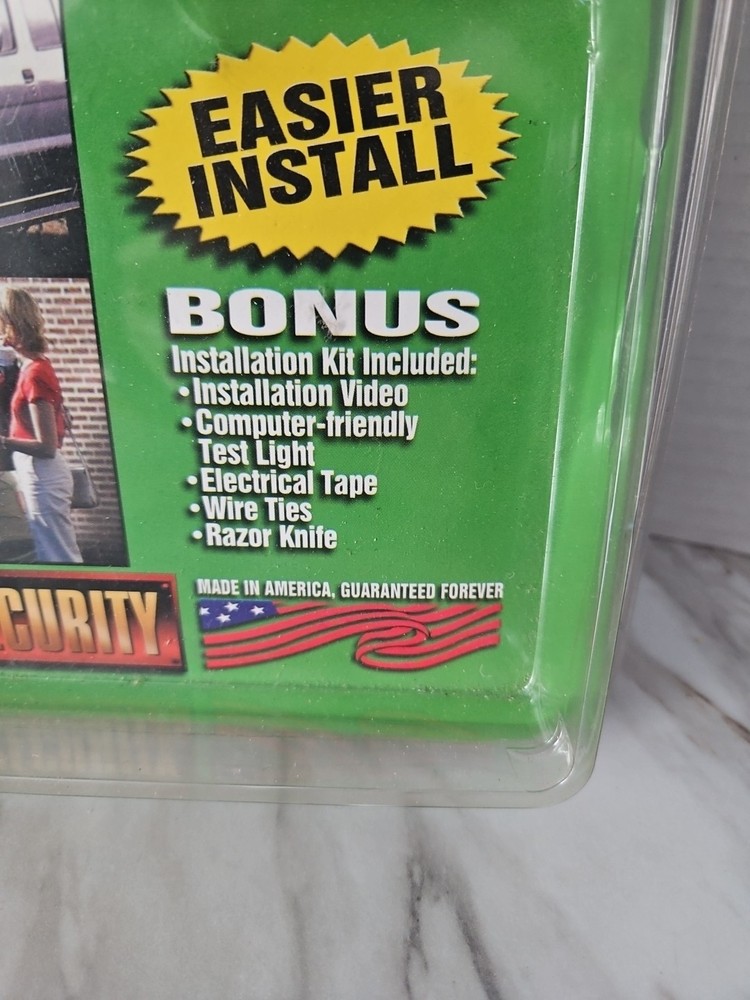 EASIER
INSTALL
BONUS
Installation Kit Included:
• Installation Video
• Computer-friendly
Test Light
• Electrical Tape
• Wire Ties
• Razor Knife
MADE IN AMERICA, GUARANTEED FOREVER
CURITY